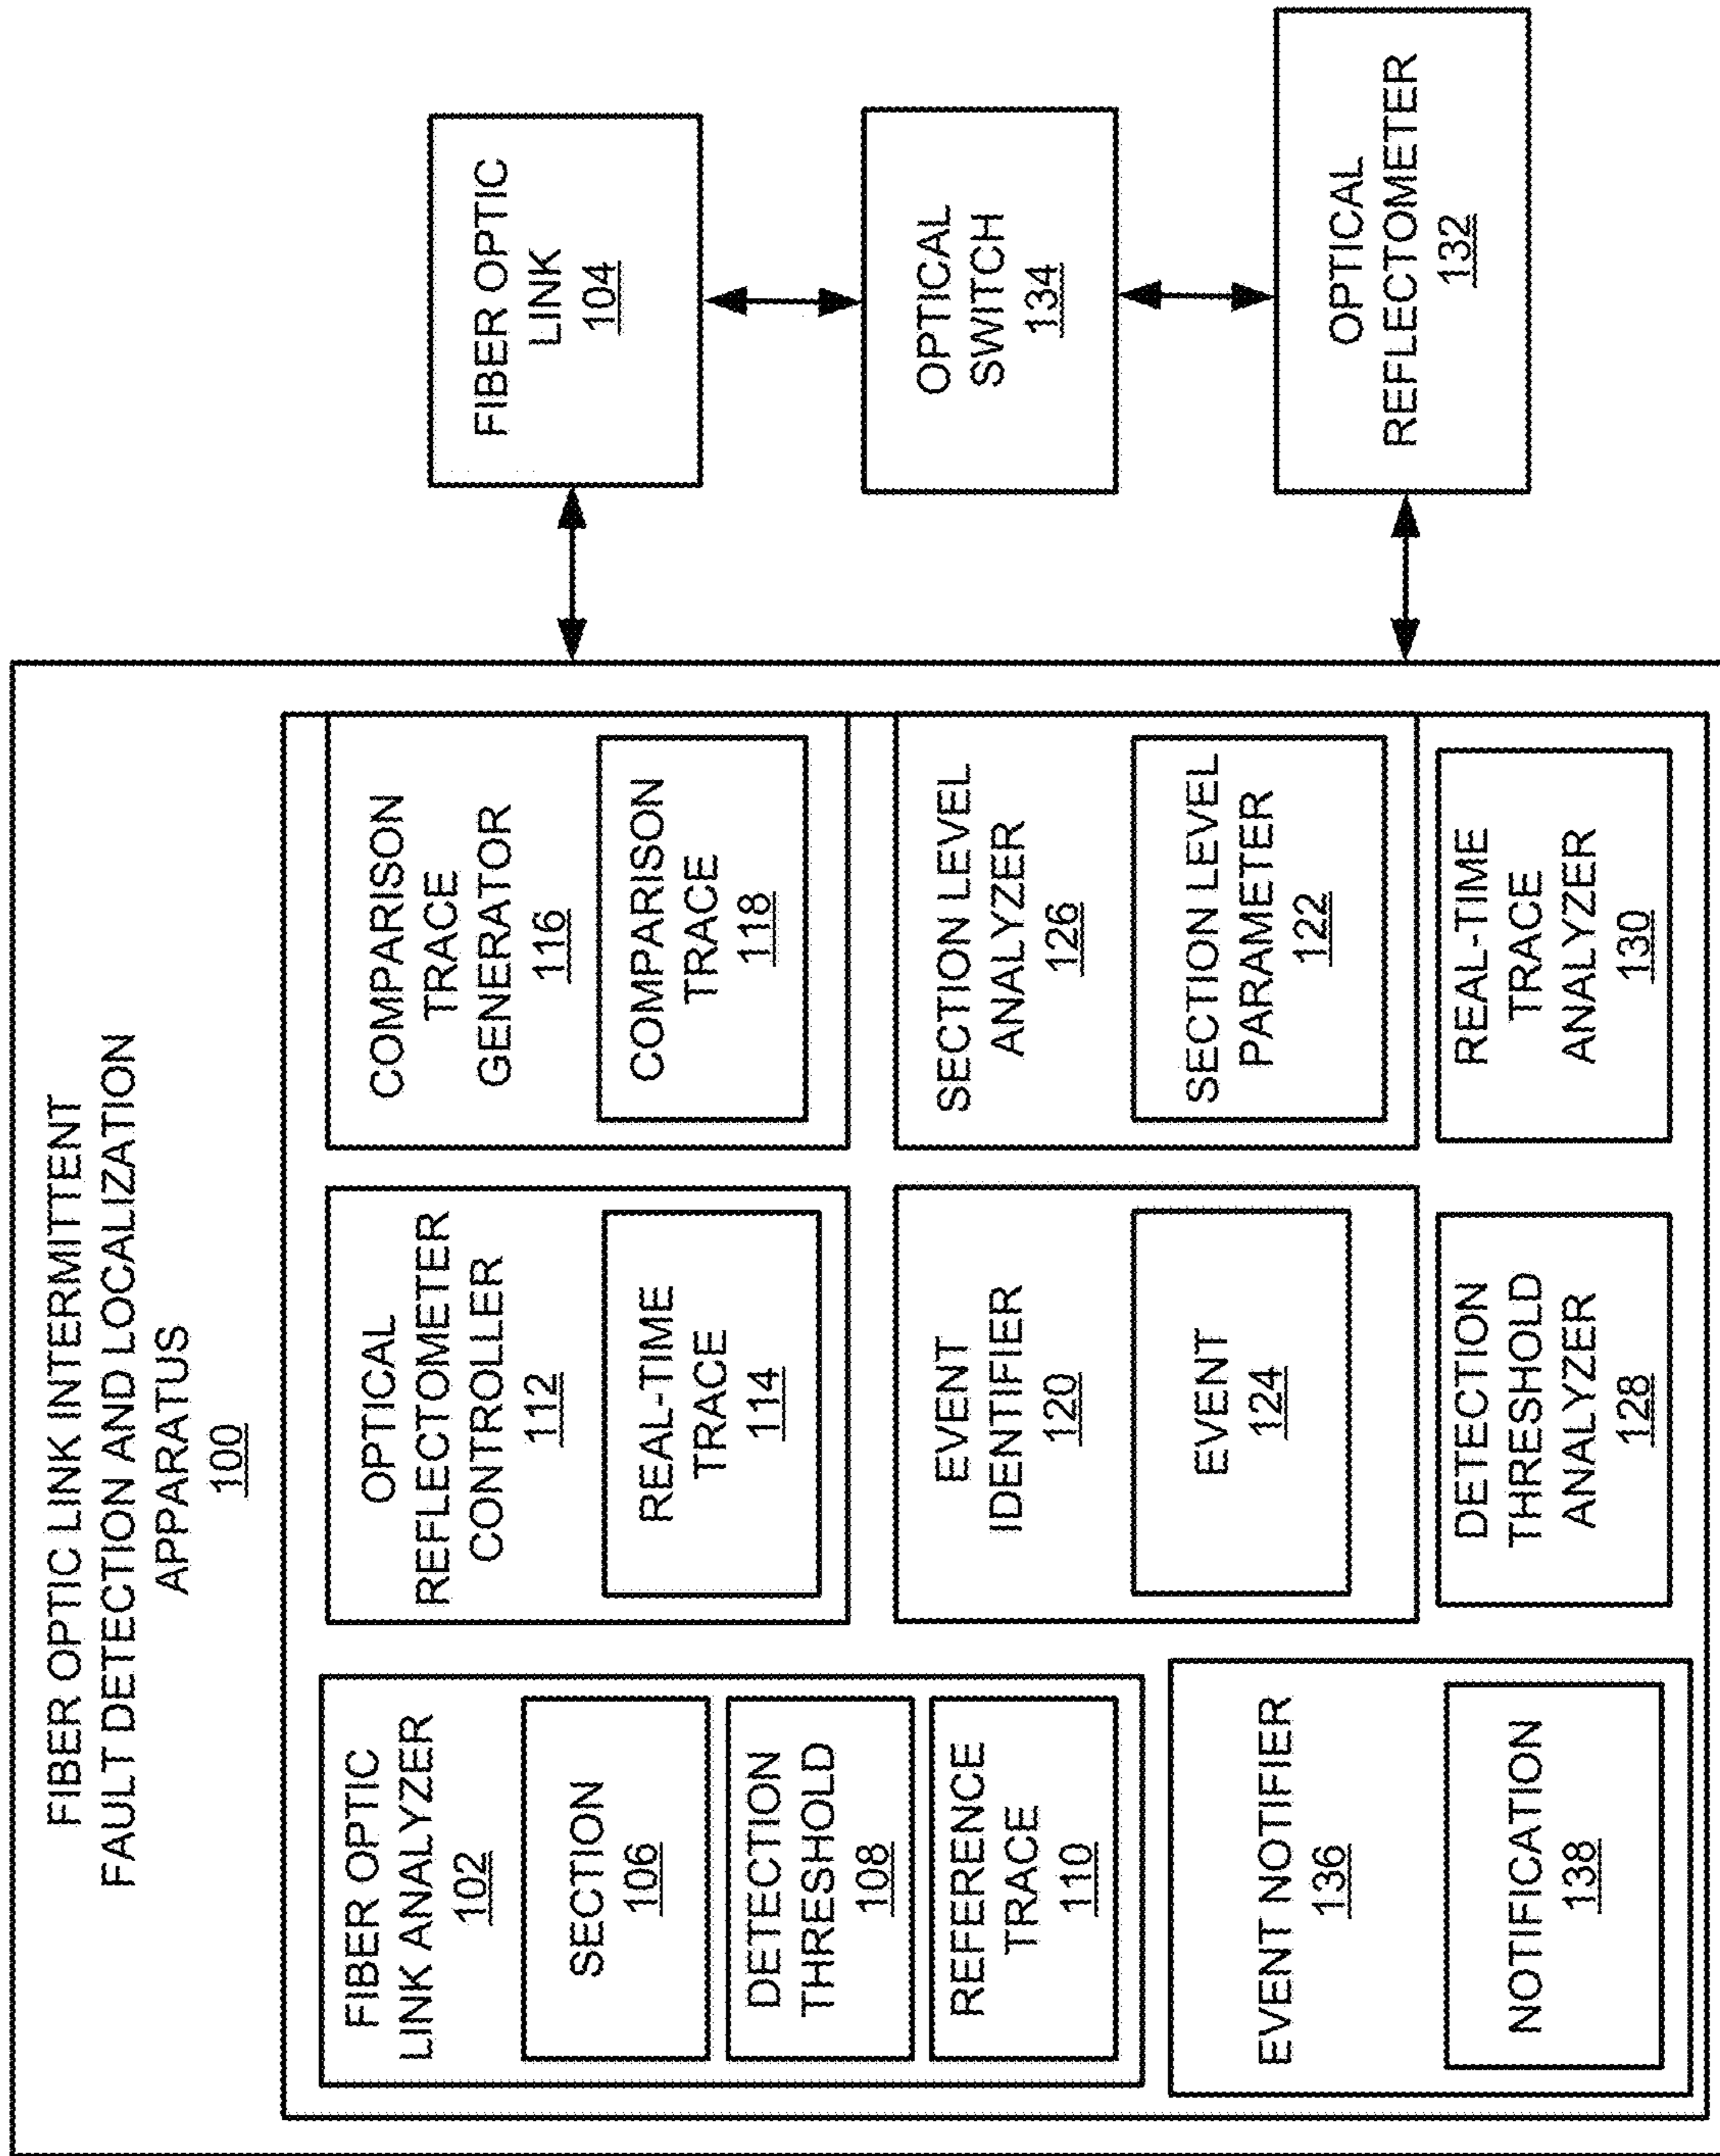 FIBER OPTIC LINK INTERMITTENT
FAULT DETECTION AND LOCALIZATION
APPARATUS
100
FIBER OPTIC
LINK ANALYZER
102
SECTION
106
DETECTION
THRESHOLD
108
REFERENCE
TRACE
110
OPTICAL
REFLECTOMETER
CONTROLLER
112
REAL-TIME
TRACE
114
COMPARISON
TRACE
GENERATOR
116
COMPARISON
TRACE
118
EVENT NOTIFIER
136
NOTIFICATION
138
EVENT
IDENTIFIER
120
EVENT
124
SECTION LEVEL
ANALYZER
126
SECTION LEVEL
PARAMETER
122
DETECTION
THRESHOLD
ANALYZER
128
REAL-TIME
TRACE
ANALYZER
130
FIBER OPTIC
LINK
104
OPTICAL
SWITCH
134
OPTICAL
REFLECTOMETER
132